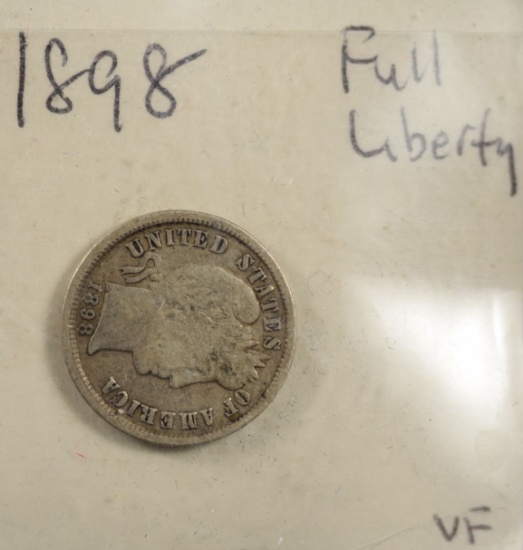 1898
Full
Liberty
UNITED STATES
OF AMERICA
1898
VF